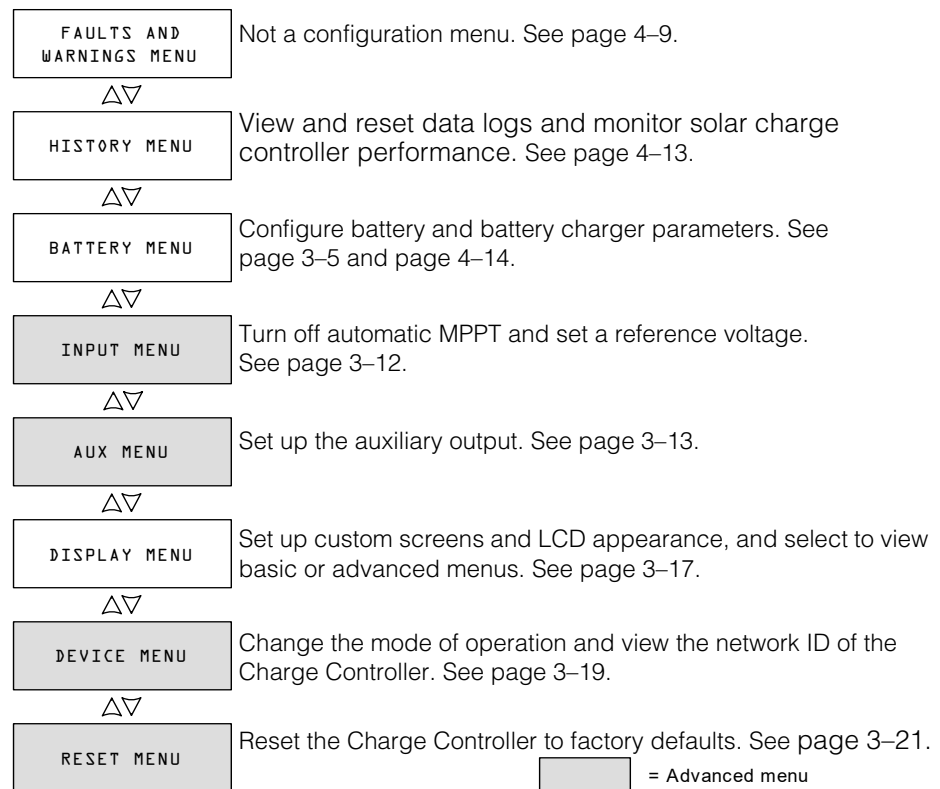 FAULTS AND
WARNINGS MENU
Not a configuration menu. See page 4–9.
HISTORY MENU
View and reset data logs and monitor solar charge
controller performance. See page 4–13.
BATTERY MENU
Configure battery and battery charger parameters. See
page 3–5 and page 4–14.
INPUT MENU
Turn off automatic MPPT and set a reference voltage.
See page 3–12.
AUX MENU
Set up the auxiliary output. See page 3–13.
DISPLAY MENU
Set up custom screens and LCD appearance, and select to view
basic or advanced menus. See page 3–17.
DEVICE MENU
Change the mode of operation and view the network ID of the
Charge Controller. See page 3–19.
RESET MENU
Reset the Charge Controller to factory defaults. See page 3–21.
= Advanced menu